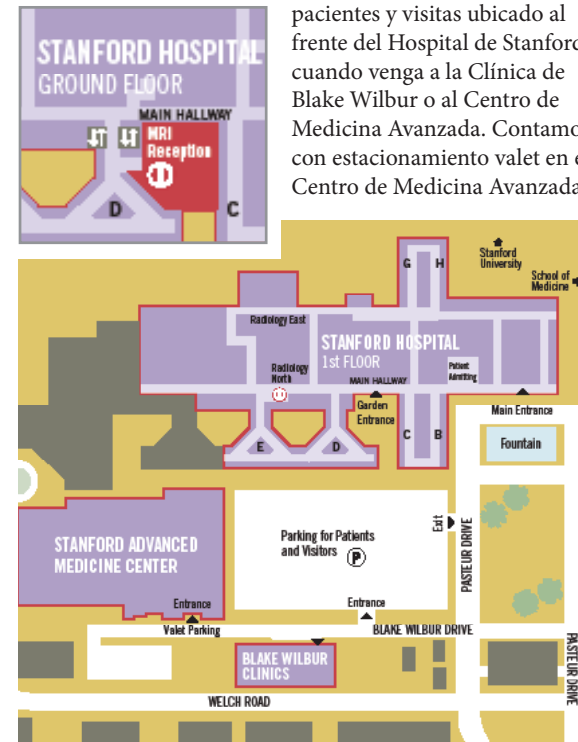 pacientes y visitas ubicado al
frente del Hospital de Stanford
cuando venga a la Clínica de
Blake Wilbur o al Centro de
Medicina Avanzada. Contamo
con estacionamiento valet en e
Centro de Medicina Avanzada
STANFORD HOSPITAL
GROUND FLOOR
MAIN HALLWAY
MRI
Reception
D
C
Stanford
University
School of
Medicine
G
H
Radiology East
STANFORD HOSPITAL
1st FLOOR
Radiology
North
MAIN HALLWAY
Patient
Admitting
Garden
Entrance
Main Entrance
E
D
C
B
Fountain
STANFORD ADVANCED
MEDICINE CENTER
Parking for Patients
and Visitors
P
Exit
PASTEUR DRIVE
Entrance
Valet Parking
Entrance
BLAKE WILBUR DRIVE
BLAKE WILBUR
CLINICS
PASTEUR DRIVE
WELCH ROAD